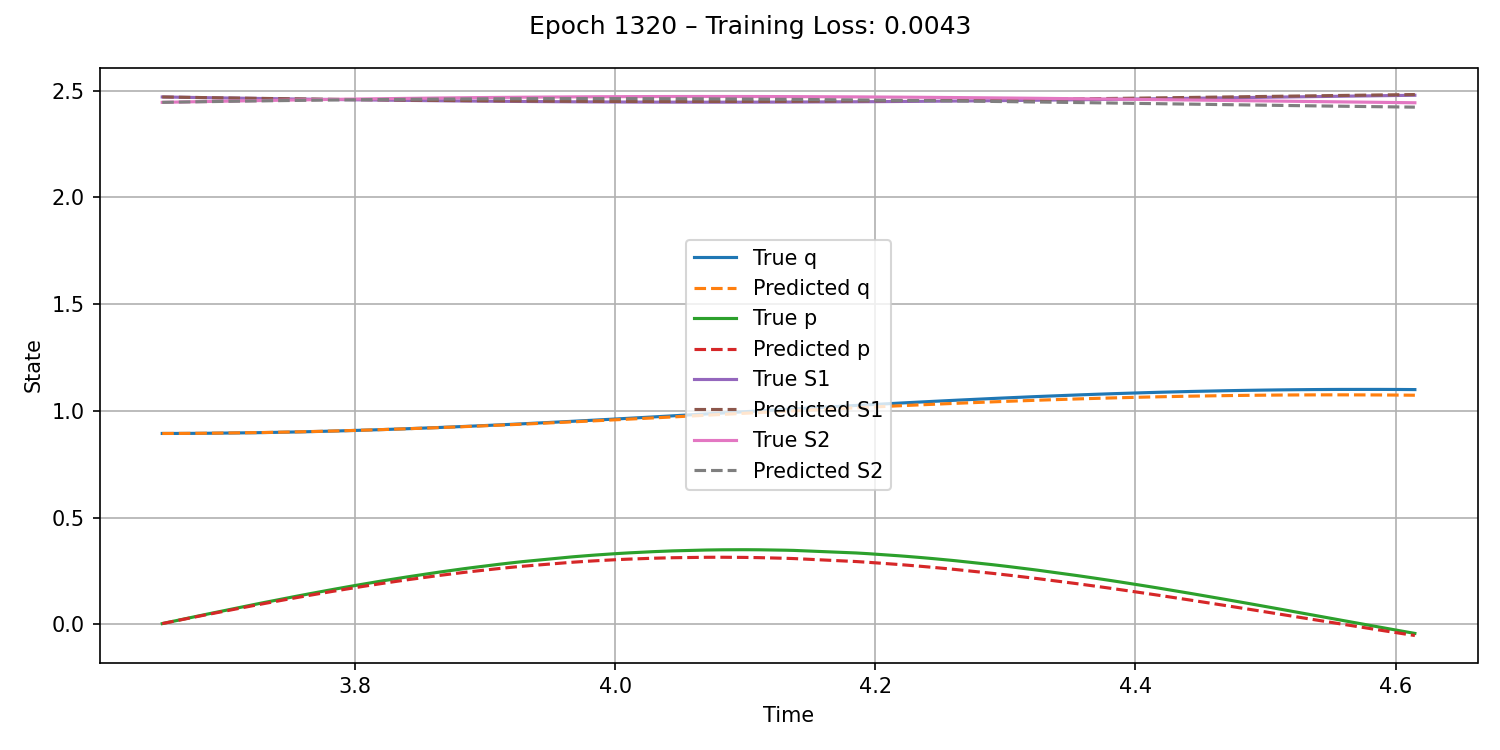 Epoch 1320 – Training Loss: 0.0043
2.5
2.0
1.5
1.0
0.5
0.0
State
True q
Predicted q
True p
Predicted p
True S1
Predicted S1
True S2
Predicted S2
3.8 4.0 4.2 4.4 4.6
Time